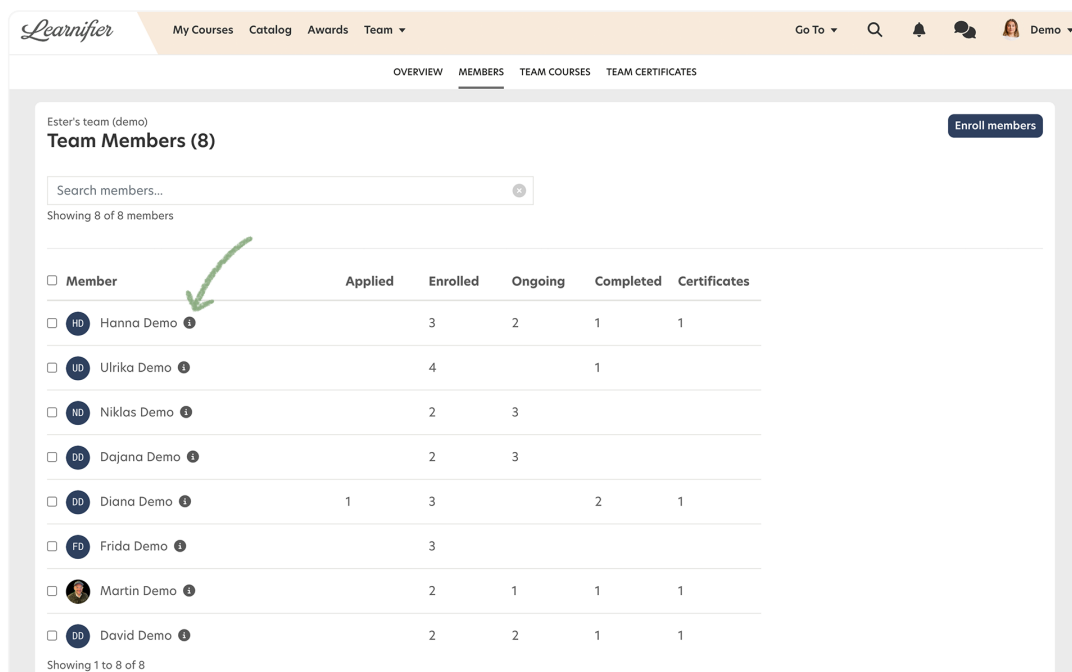 Learnifier My Courses Catalog Awards Team Go To Demo
OVERVIEW MEMBERS TEAM COURSES TEAM CERTIFICATES
Ester's team (demo)
Team Members (8)
Enroll members
Search members...
Showing 8 of 8 members
Member Applied Enrolled Ongoing Completed Certificates
HD Hanna Demo 3 2 1 1
UD Ulrika Demo 4 1
ND Niklas Demo 2 3
DD Dajana Demo 2 3
DD Diana Demo 1 3 2 1
FD Frida Demo 3
Martin Demo 2 1 1 1
DD David Demo 2 2 1 1
Showing 1 to 8 of 8